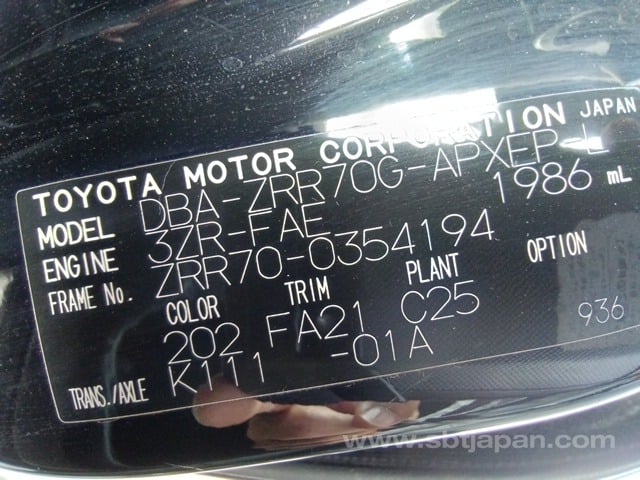 TOYOTA MOTOR CORPORATION JAPAN
MODEL DBA-ZRR70G-APXEP-L
ENGINE 3ZR-FAE 1986 mL
FRAME No. ZRR70-0354194
COLOR TRIM PLANT OPTION
202 FA21 C25
TRANS./AXLE K111 -01A 936
www.sbtjapan.com